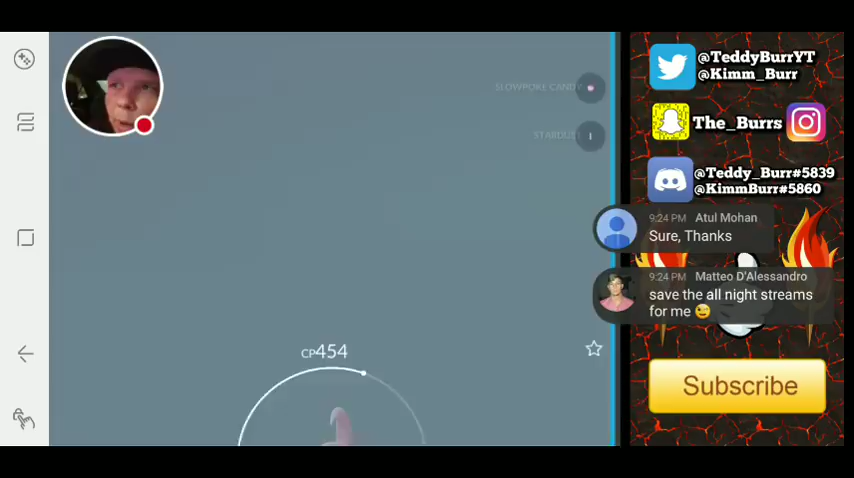 SLOWPOKE CANDY
STARDUST
CP454
@TeddyBurrYT
@Kimm_Burr
The_Burrs
@Teddy_Burr#5839
@KimmBurr#5860
9:24 PM Atul Mohan
Sure, Thanks
9:24 PM Matteo D'Alessandro
save the all night streams
for me 😉
Subscribe